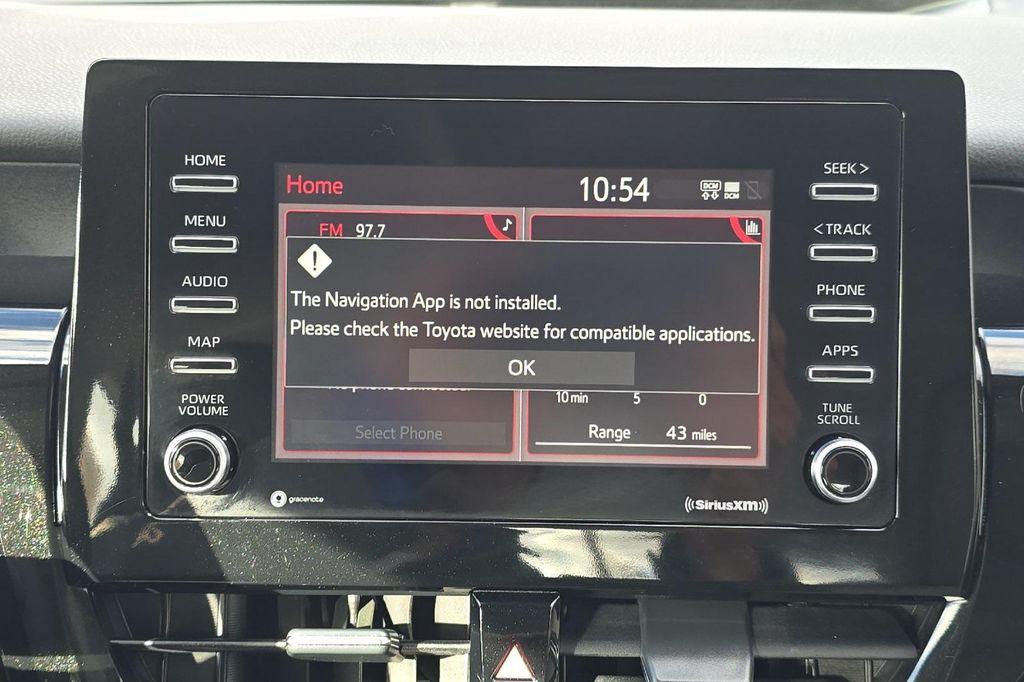 HOME
MENU
AUDIO
MAP
POWER
VOLUME
Home
10:54
DCM
DCM
FM 97.7
The Navigation App is not installed.
Please check the Toyota website for compatible applications.
OK
10 min 5 0
Select Phone
Range 43 miles
gracenote
SiriusXM
SEEK >
< TRACK
PHONE
APPS
TUNE
SCROLL